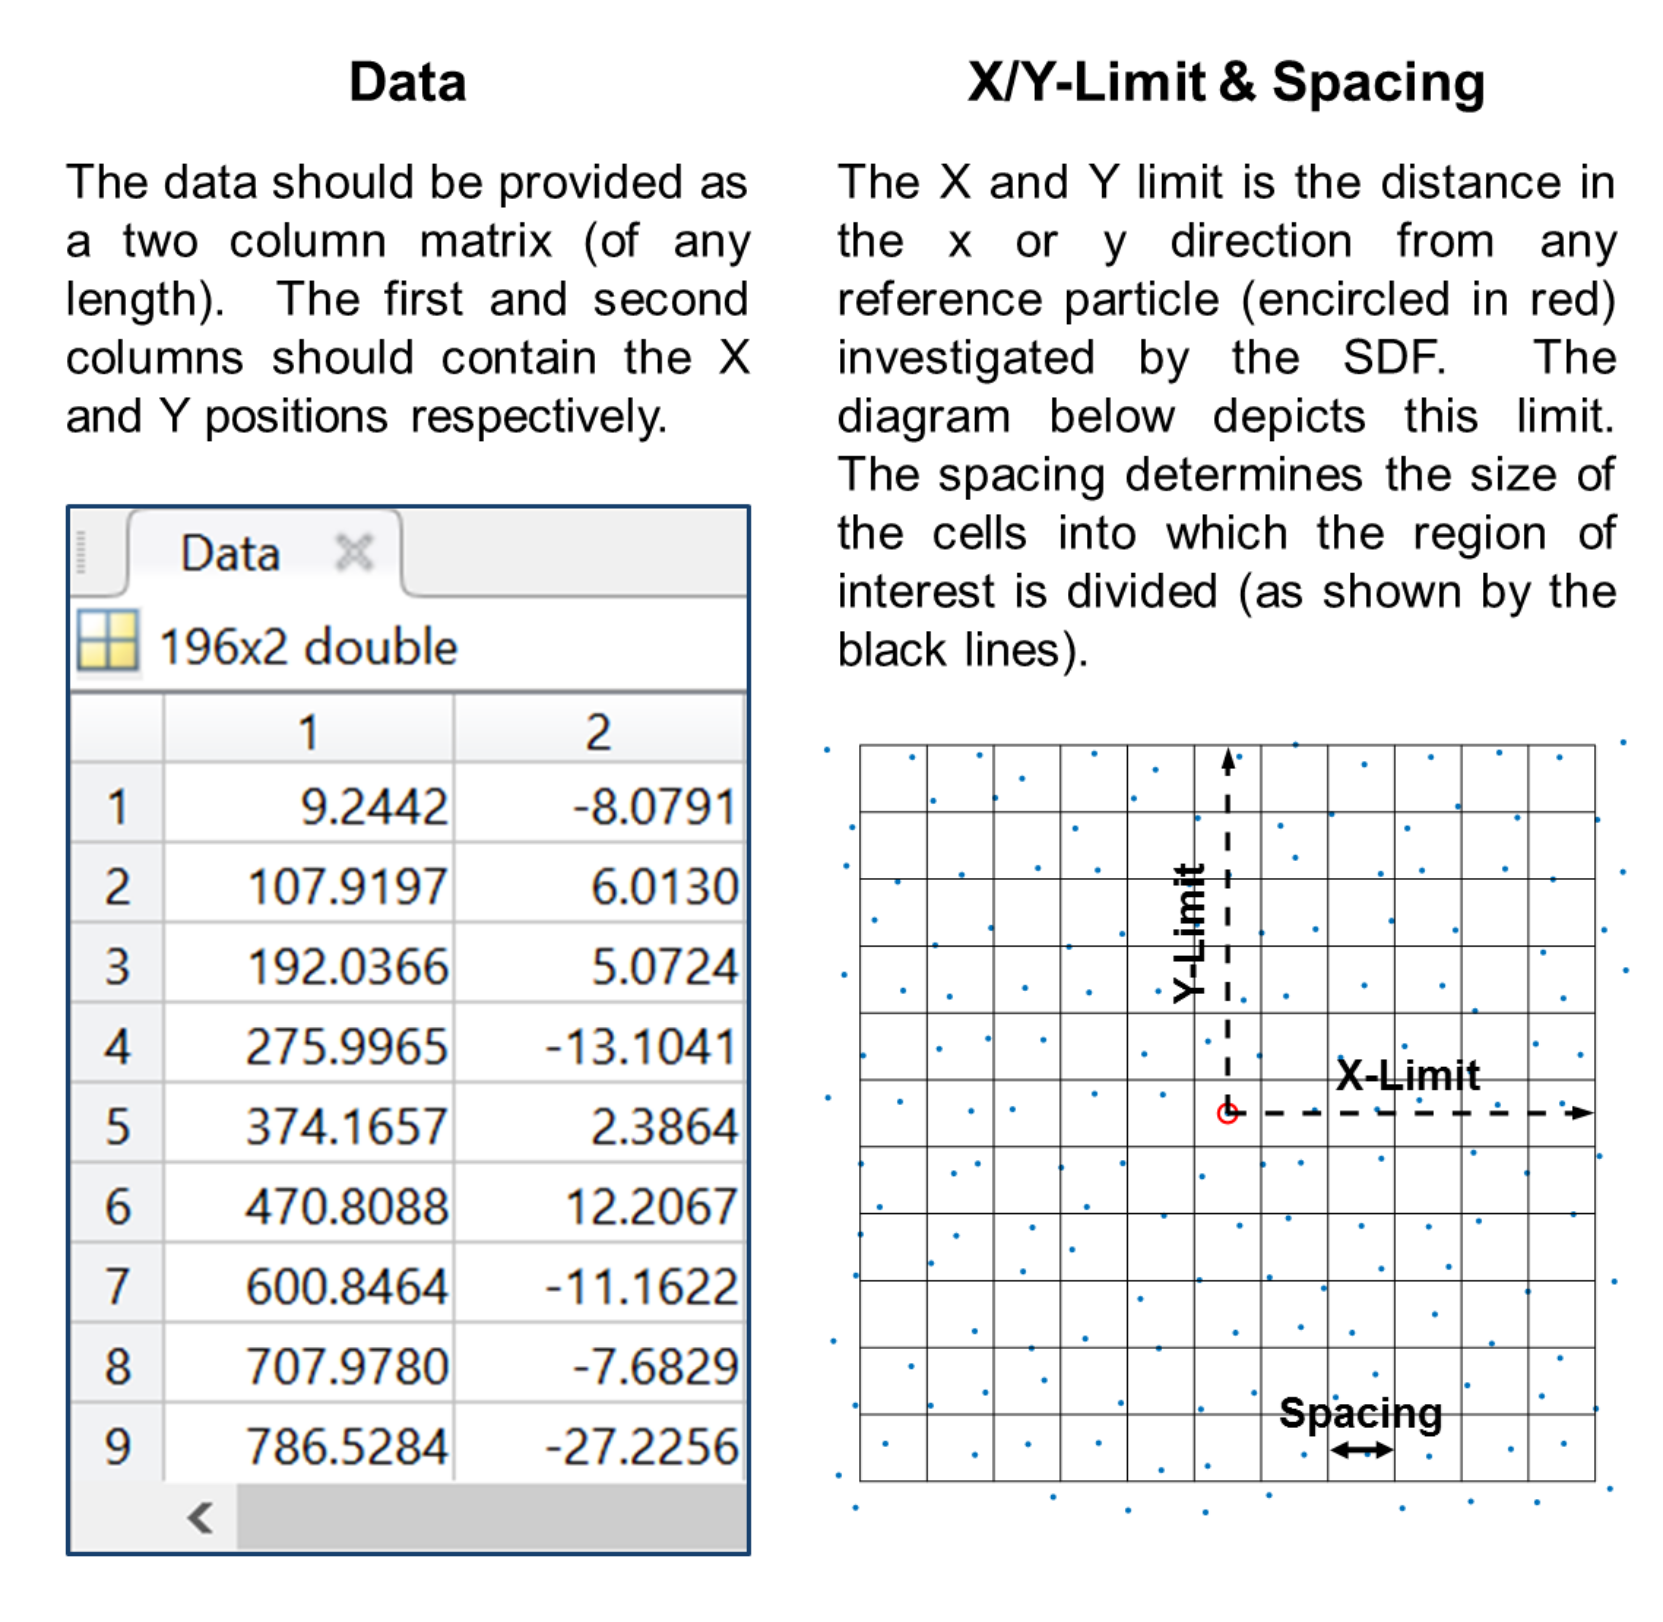 Data
The data should be provided as
a two column matrix (of any
length). The first and second
columns should contain the X
and Y positions respectively.
Data
196x2 double
1 2
1 9.2442 -8.0791
2 107.9197 6.0130
3 192.0366 5.0724
4 275.9965 -13.1041
5 374.1657 2.3864
6 470.8088 12.2067
7 600.8464 -11.1622
8 707.9780 -7.6829
9 786.5284 -27.2256
X/Y-Limit & Spacing
The X and Y limit is the distance in
the x or y direction from any
reference particle (encircled in red)
investigated by the SDF. The
diagram below depicts this limit.
The spacing determines the size of
the cells into which the region of
interest is divided (as shown by the
black lines).
Y-Limit
X-Limit
Spacing